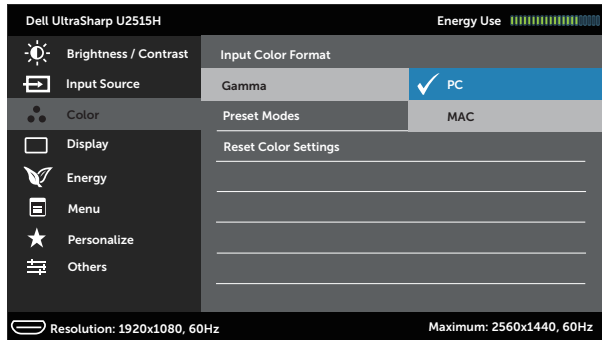 Dell UltraSharp U2515H Energy Use
Brightness / Contrast Input Color Format
Input Source Gamma PC
Color Preset Modes MAC
Display Reset Color Settings
Energy
Menu
Personalize
Others
Resolution: 1920x1080, 60Hz Maximum: 2560x1440, 60Hz